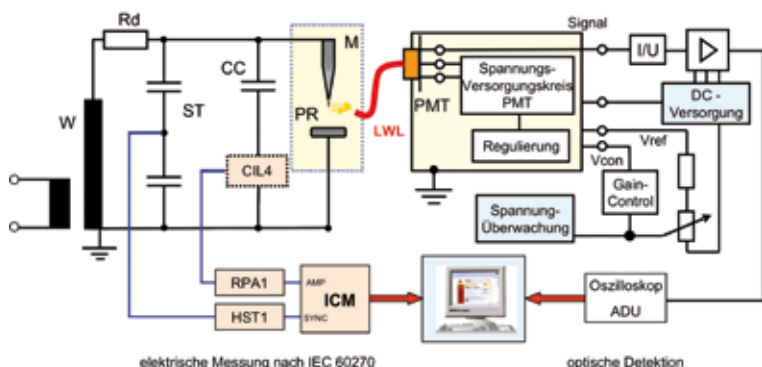 Rd
M
CC
ST
W
PR
CIL4
LWL
RPA1
HST1
AMP
SYNC
ICM
Signal
PMT
Spannungs-
Versorgungskreis
PMT
Regulierung
I/U
DC -
Versorgung
Vref
Vcon
Gain-
Control
Spannung-
Überwachung
Oszilloskop
ADU
elektrische Messung nach IEC 60270
optische Detektion